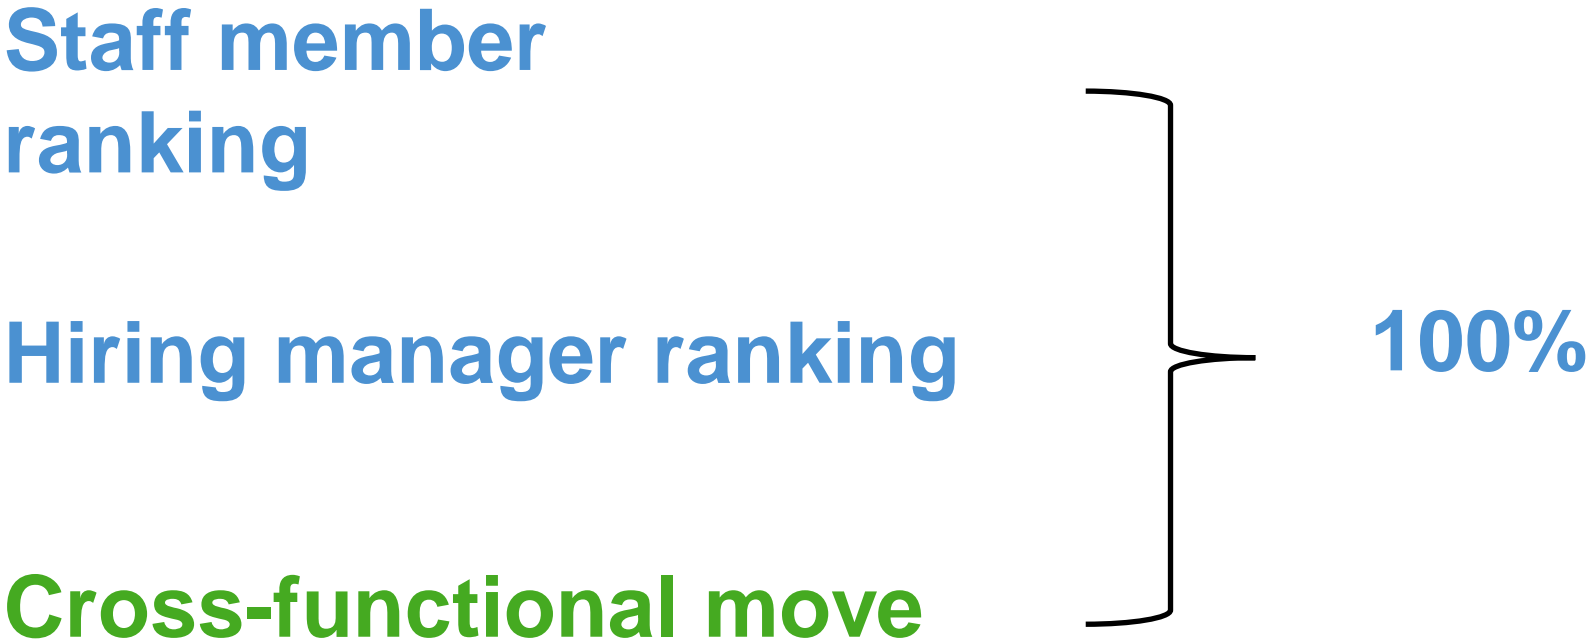 Staff member
ranking
Hiring manager ranking
100%
Cross-functional move